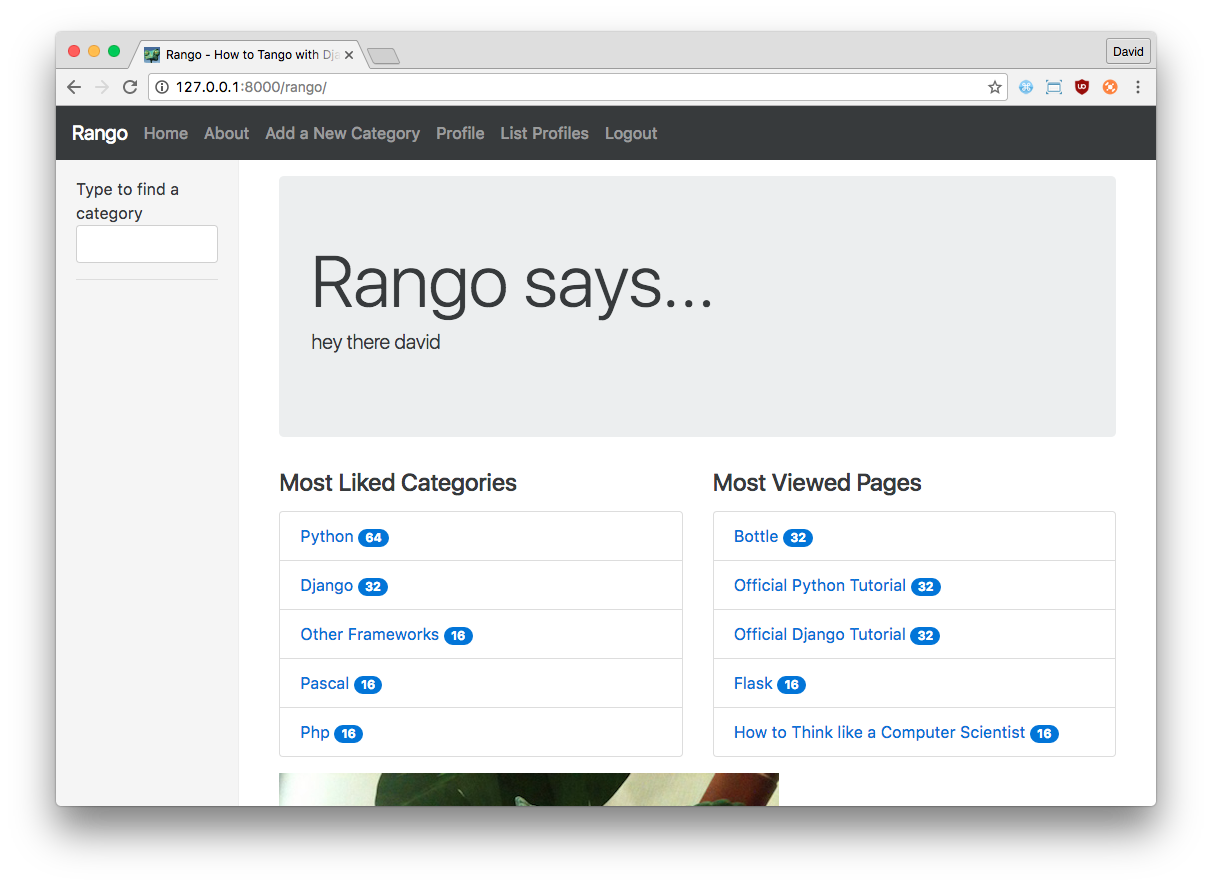 Rango - How to Tango with Dja
David
127.0.0.1:8000/rango/
Rango Home About Add a New Category Profile List Profiles Logout
Type to find a
category
Rango says...
hey there david
Most Liked Categories
Python 64
Django 32
Other Frameworks 16
Pascal 16
Php 16
Most Viewed Pages
Bottle 32
Official Python Tutorial 32
Official Django Tutorial 32
Flask 16
How to Think like a Computer Scientist 16